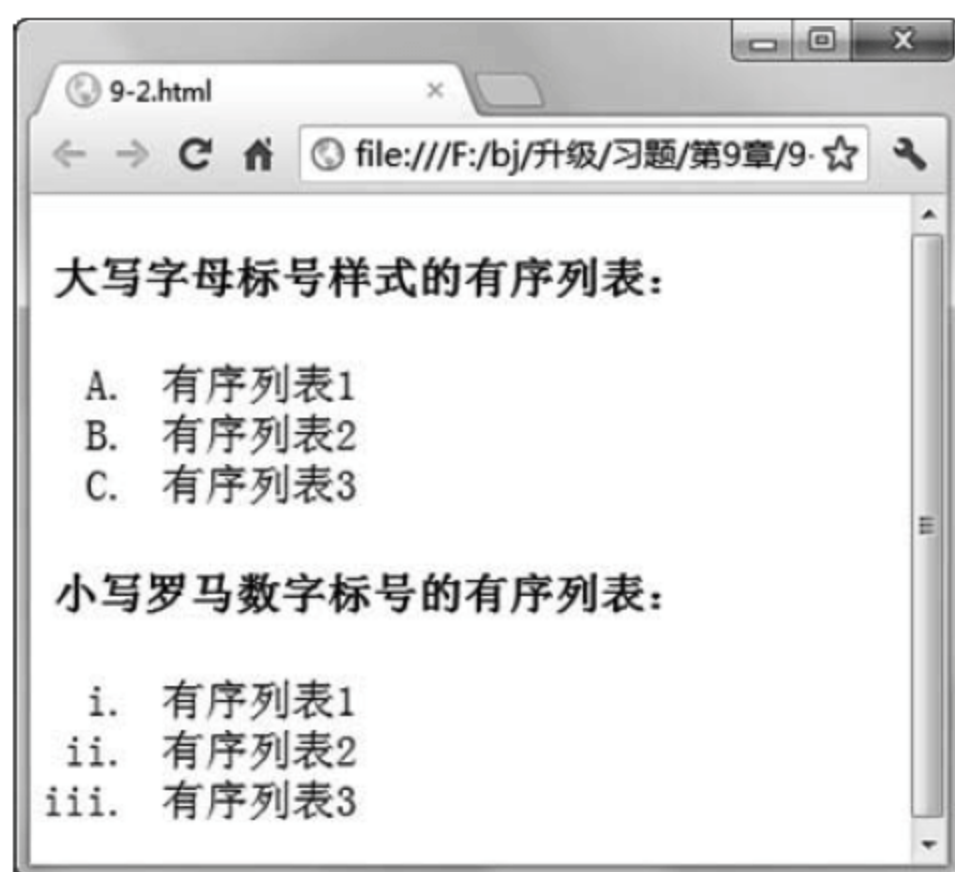 9-2.html
file:///F:/bj/升级/习题/第9章/9-
大写字母标号样式的有序列表：
A. 有序列表1
B. 有序列表2
C. 有序列表3
小写罗马数字标号的有序列表：
i. 有序列表1
ii. 有序列表2
iii. 有序列表3